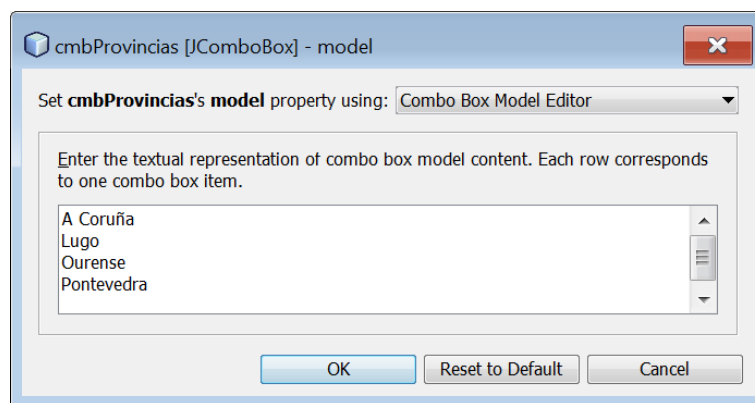 cmbProvincias [JComboBox] - model
Set cmbProvincias's model property using: Combo Box Model Editor
Enter the textual representation of combo box model content. Each row corresponds
to one combo box item.
A Coruña
Lugo
Ourense
Pontevedra
OK Reset to Default Cancel